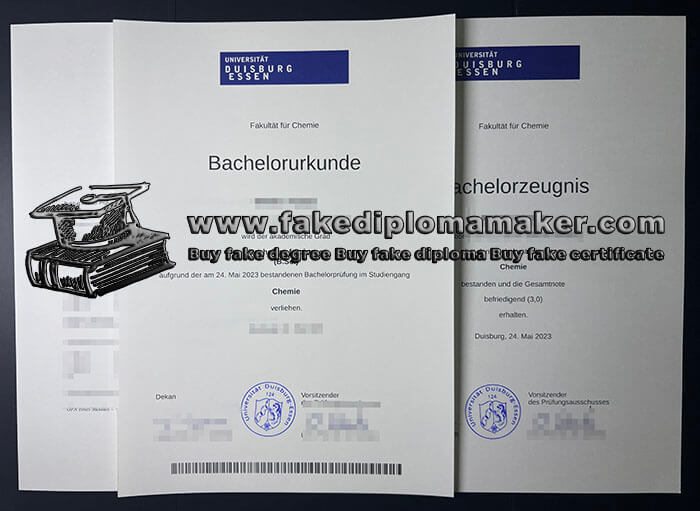 UNIVERSITÄT
DUISBURG
ESSEN
Fakultät für Chemie
Bachelorurkunde
wird der akademische Grad
aufgrund der am 24. Mai 2023 bestandenen Bachelorprüfung im Studiengang
Chemie
verliehen.
Dekan
Vorsitzender
Universität Duisburg-Essen
124
UNIVERSITÄT
DUISBURG
ESSEN
Fakultät für Chemie
achelorzeugnis
Chemie
bestanden und die Gesamtnote
befriedigend (3,0)
erhalten.
Duisburg, 24. Mai 2023
Vorsitzender
des Prüfungsausschusses
Universität Duisburg-Essen
124
www.fakediplomamaker.com
Buy fake degree Buy fake diploma Buy fake certificate